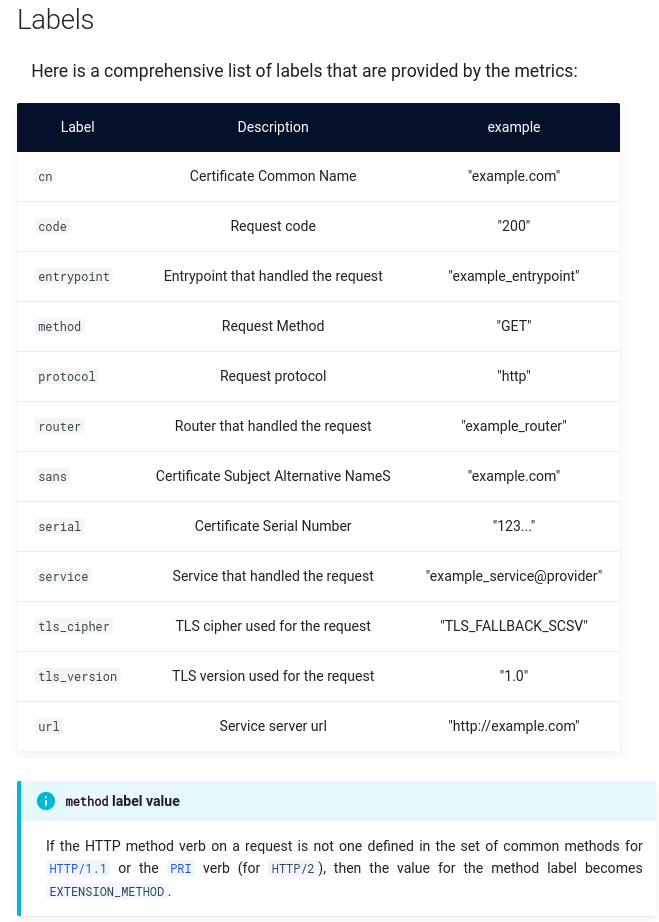 Labels
Here is a comprehensive list of labels that are provided by the metrics:
Label Description example
cn Certificate Common Name "example.com"
code Request code "200"
entrypoint Entrypoint that handled the request "example_entrypoint"
method Request Method "GET"
protocol Request protocol "http"
router Router that handled the request "example_router"
sans Certificate Subject Alternative NameS "example.com"
serial Certificate Serial Number "123..."
service Service that handled the request "example_service@provider"
tls_cipher TLS cipher used for the request "TLS_FALLBACK_SCSV"
tls_version TLS version used for the request "1.0"
url Service server url "http://example.com"
method label value
If the HTTP method verb on a request is not one defined in the set of common methods for
HTTP/1.1 or the PRI verb (for HTTP/2), then the value for the method label becomes
EXTENSION_METHOD.